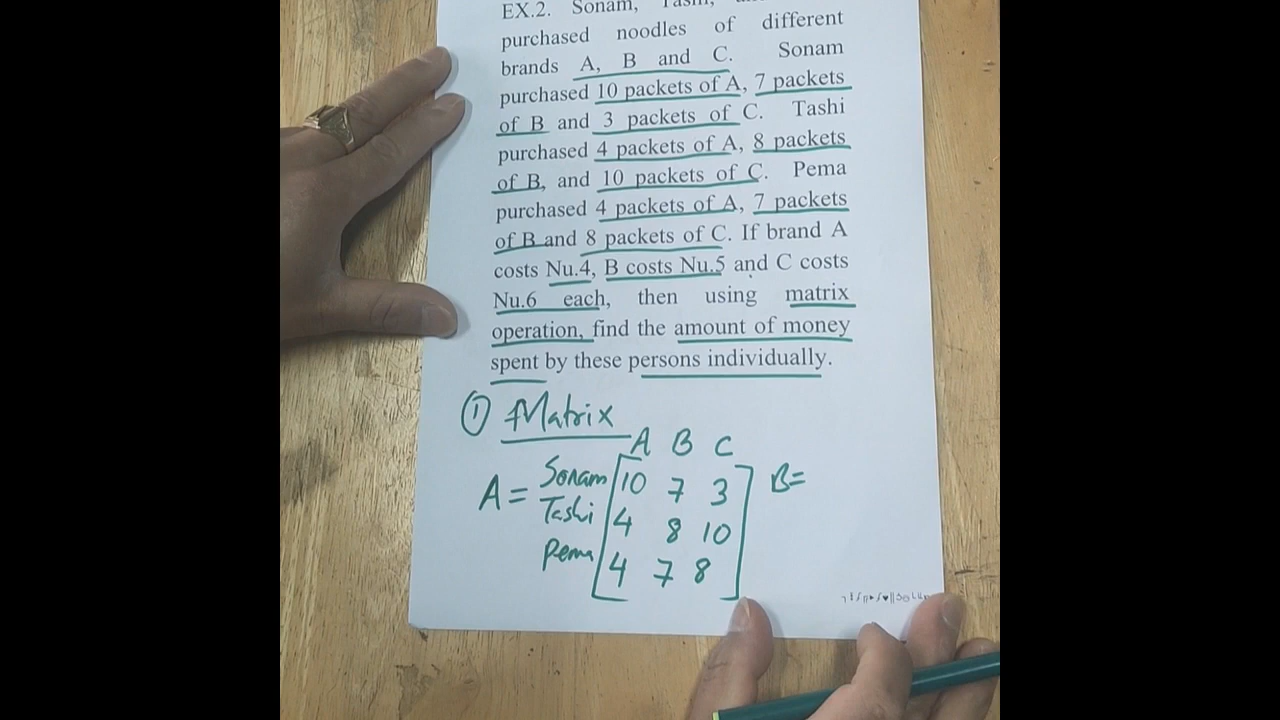 EX.2. Sonam, Tashi,
purchased noodles of different
brands A, B and C. Sonam
purchased 10 packets of A, 7 packets
of B and 3 packets of C. Tashi
purchased 4 packets of A, 8 packets
of B, and 10 packets of C. Pema
purchased 4 packets of A, 7 packets
of B and 8 packets of C. If brand A
costs Nu.4, B costs Nu.5 and C costs
Nu.6 each, then using matrix
operation, find the amount of money
spent by these persons individually.
① Matrix
A B C
A = Sonam 10 7 3 B=
Tashi 4 8 10
Pema 4 7 8